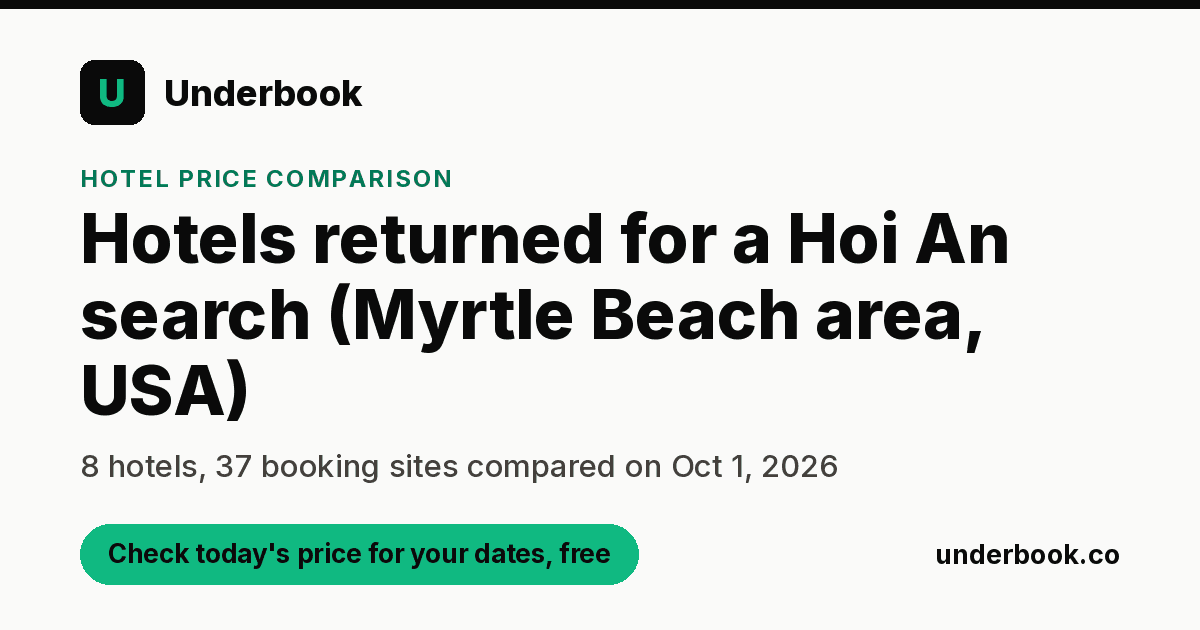 U Underbook
HOTEL PRICE COMPARISON
Hotels returned for a Hoi An
search (Myrtle Beach area,
USA)
8 hotels, 37 booking sites compared on Oct 1, 2026
Check today's price for your dates, free
underbook.co